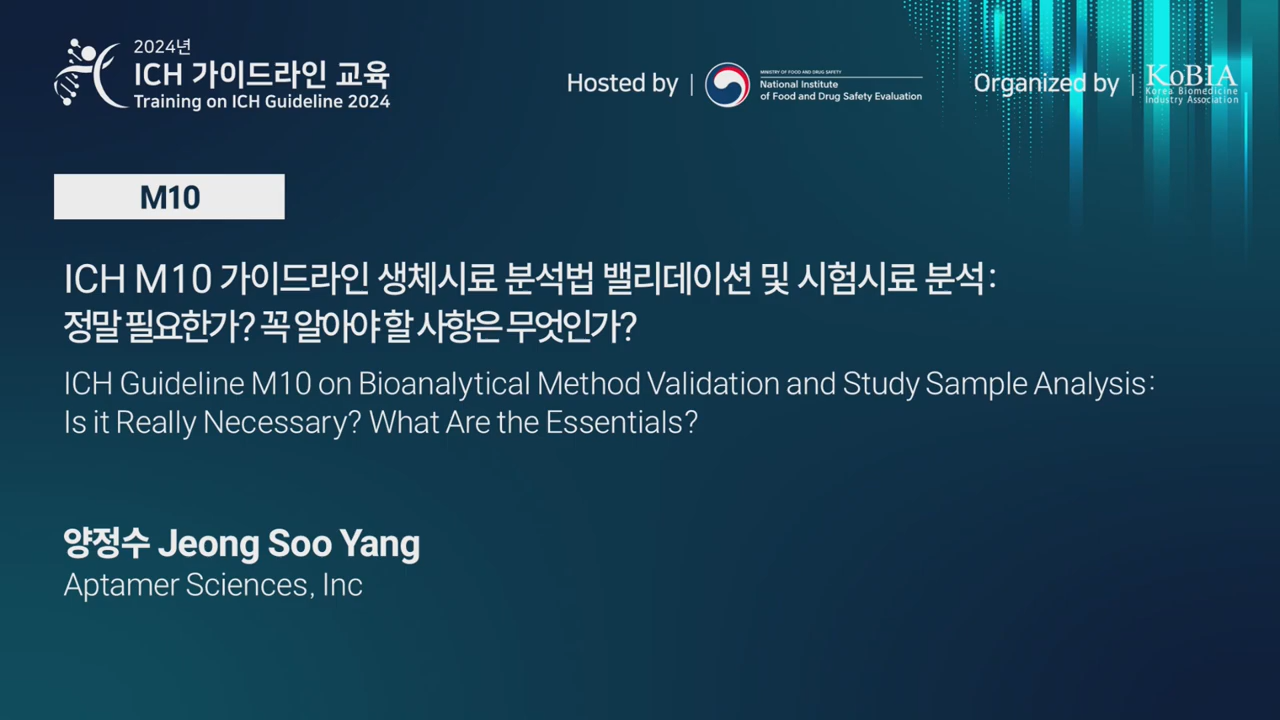 2024년
ICH 가이드라인 교육
Training on ICH Guideline 2024
Hosted by
MINISTRY OF FOOD AND DRUG SAFETY
National Institute
of Food and Drug Safety Evaluation
Organized by
KoBIA
Korea Biomedicine
Industry Association
M10
ICH M10 가이드라인 생체시료 분석법 밸리데이션 및 시험시료 분석:
정말 필요한가? 꼭 알아야 할 사항은 무엇인가?
ICH Guideline M10 on Bioanalytical Method Validation and Study Sample Analysis:
Is it Really Necessary? What Are the Essentials?
양정수 Jeong Soo Yang
Aptamer Sciences, Inc